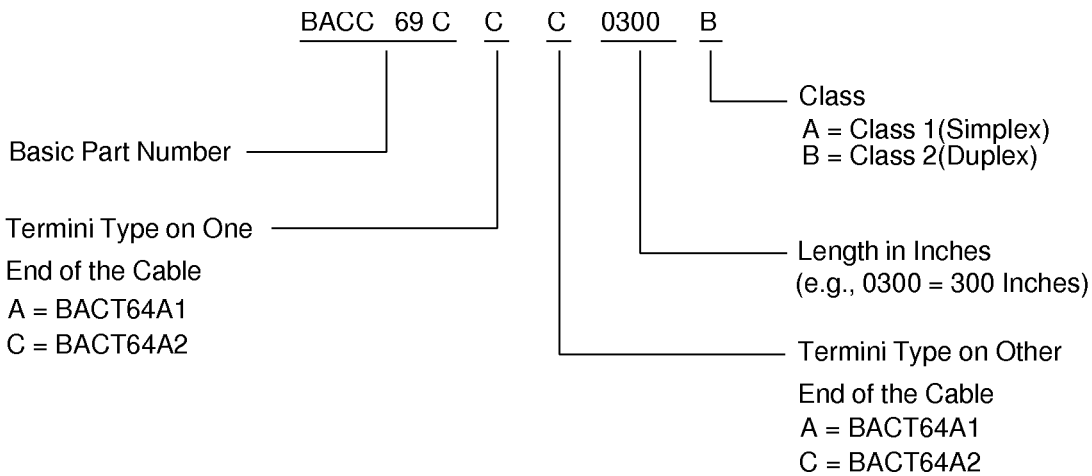 BACC 69 C C C 0300 B
Basic Part Number
Termini Type on One
End of the Cable
A = BACT64A1
C = BACT64A2
Class
A = Class 1(Simplex)
B = Class 2(Duplex)
Length in Inches
(e.g., 0300 = 300 Inches)
Termini Type on Other
End of the Cable
A = BACT64A1
C = BACT64A2